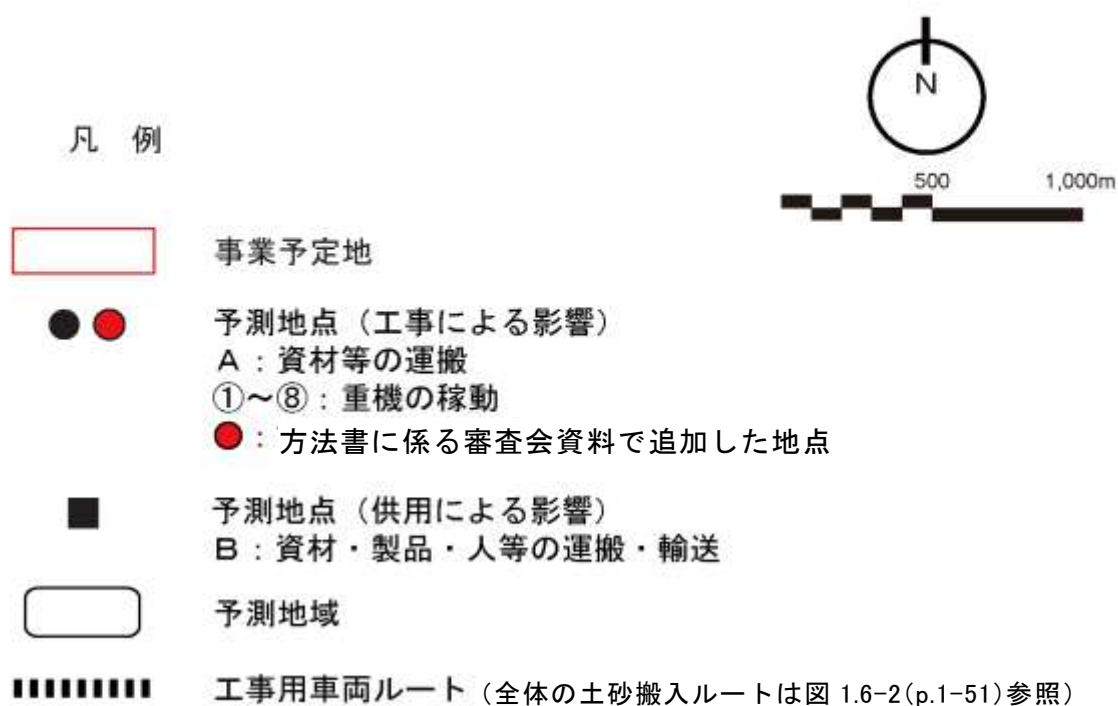 N
500 1,000m
凡 例
事業予定地
予測地点（工事による影響）
A：資材等の運搬
①～⑧：重機の稼動
：方法書に係る審査会資料で追加した地点
予測地点（供用による影響）
B：資材・製品・人等の運搬・輸送
予測地域
工事用車両ルート（全体の土砂搬入ルートは図 1.6-2(p.1-51)参照）